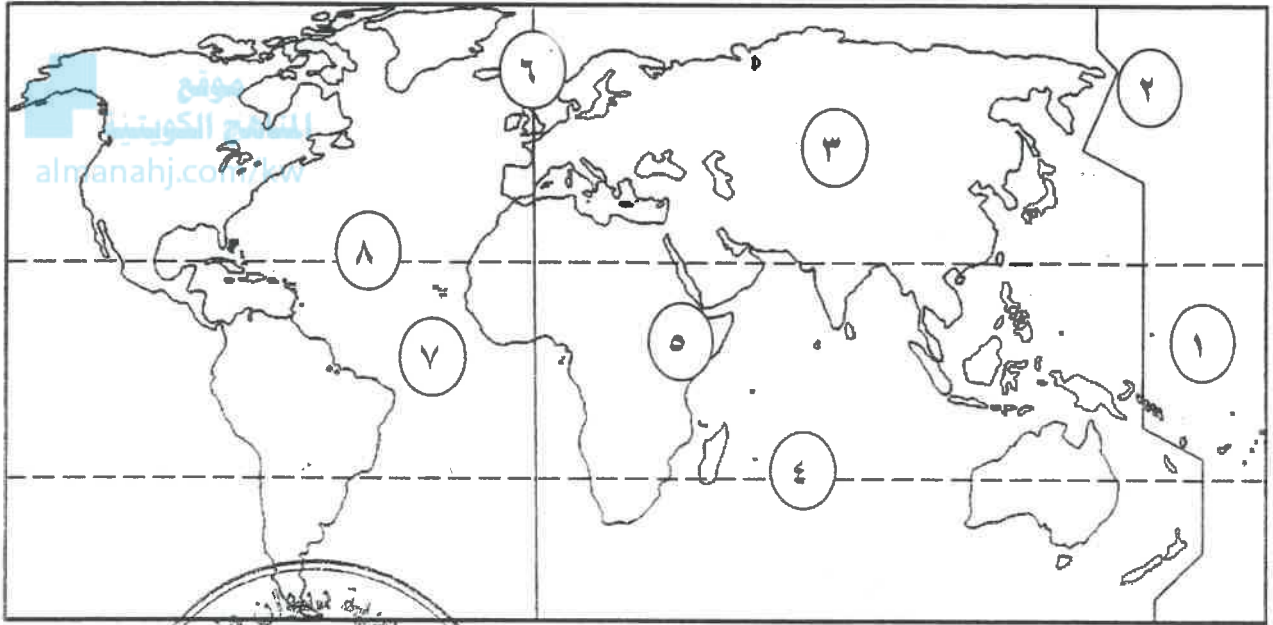 ٦
٢
موقع
المناهج الكويتية
almanahj.com/kw
٣
٨
٧
٥
١
٤